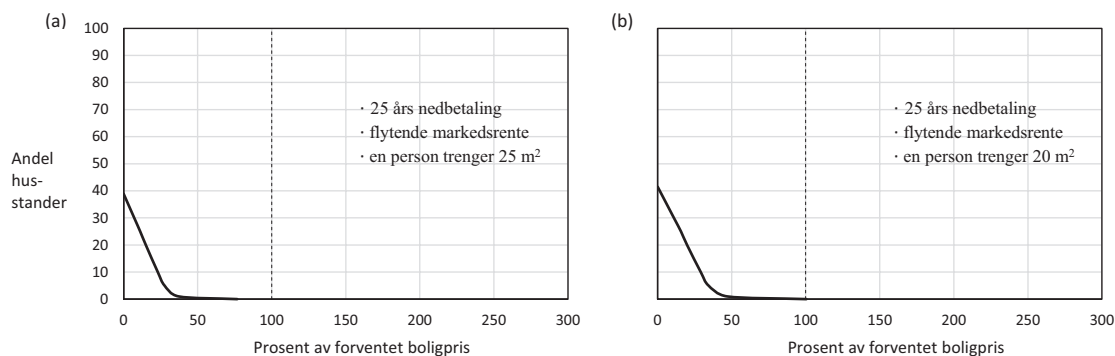 (a)
100
90
80
70
60
50
40
30
20
10
0
Andel
hus-
stander
· 25 års nedbetaling
· flytende markedsrente
· en person trenger 25 m²
0 50 100 150 200 250 300
Prosent av forventet boligpris
(b)
· 25 års nedbetaling
· flytende markedsrente
· en person trenger 20 m²
0 50 100 150 200 250 300
Prosent av forventet boligpris